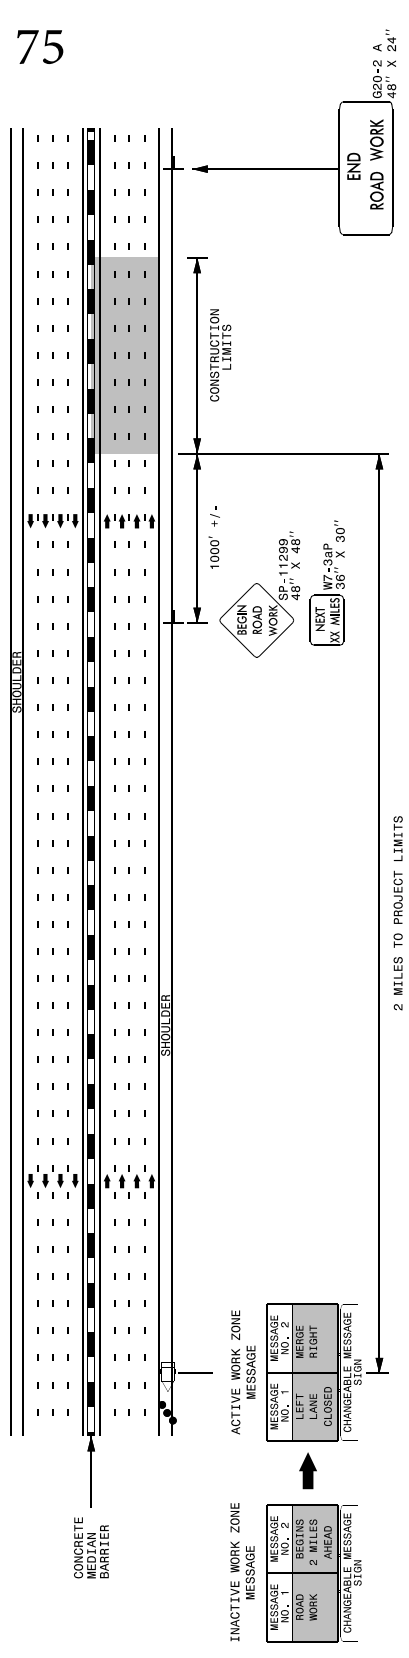 75
G20-2 A
48" X 24"
END
ROAD WORK
CONSTRUCTION
LIMITS
1000' +/-
SP-11299
48" X 48"
BEGIN
ROAD
WORK
W7-3aP
36" X 30"
NEXT
XX MILES
SHOULDER
2 MILES TO PROJECT LIMITS
SHOULDER
ACTIVE WORK ZONE
MESSAGE
MESSAGE
NO. 1
MESSAGE
NO. 2
LEFT
LANE
CLOSED
MERGE
RIGHT
CHANGEABLE MESSAGE
SIGN
CONCRETE
MEDIAN
BARRIER
INACTIVE WORK ZONE
MESSAGE
MESSAGE
NO. 1
MESSAGE
NO. 2
ROAD
WORK
BEGINS
2 MILES
AHEAD
CHANGEABLE MESSAGE
SIGN